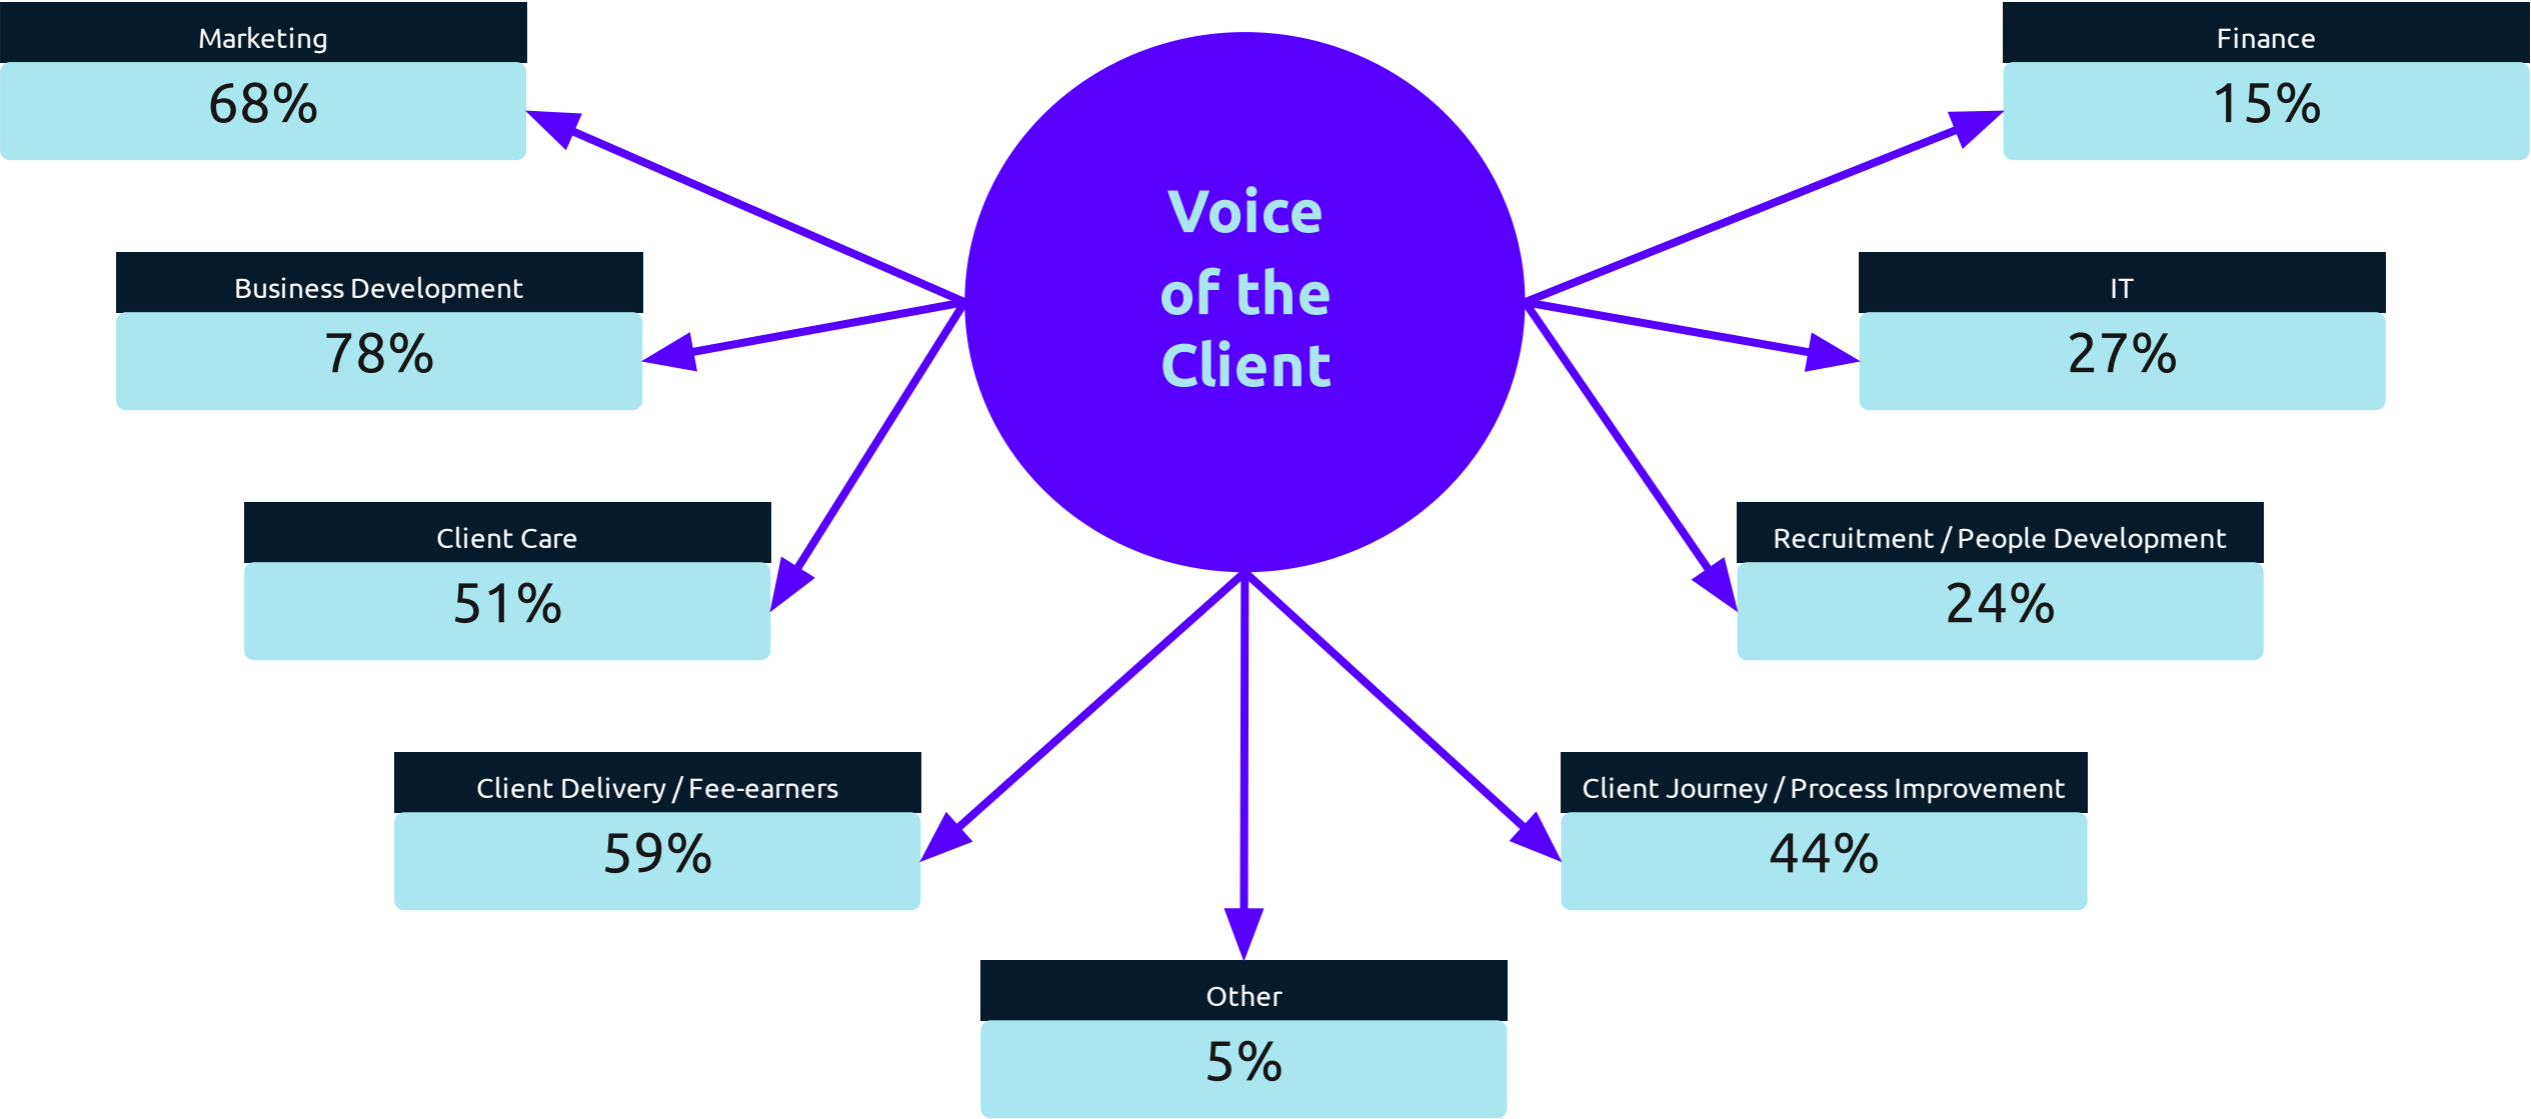 Marketing
68%
Business Development
78%
Client Care
51%
Client Delivery / Fee-earners
59%
Voice
of the
Client
Other
5%
Finance
15%
IT
27%
Recruitment / People Development
24%
Client Journey / Process Improvement
44%